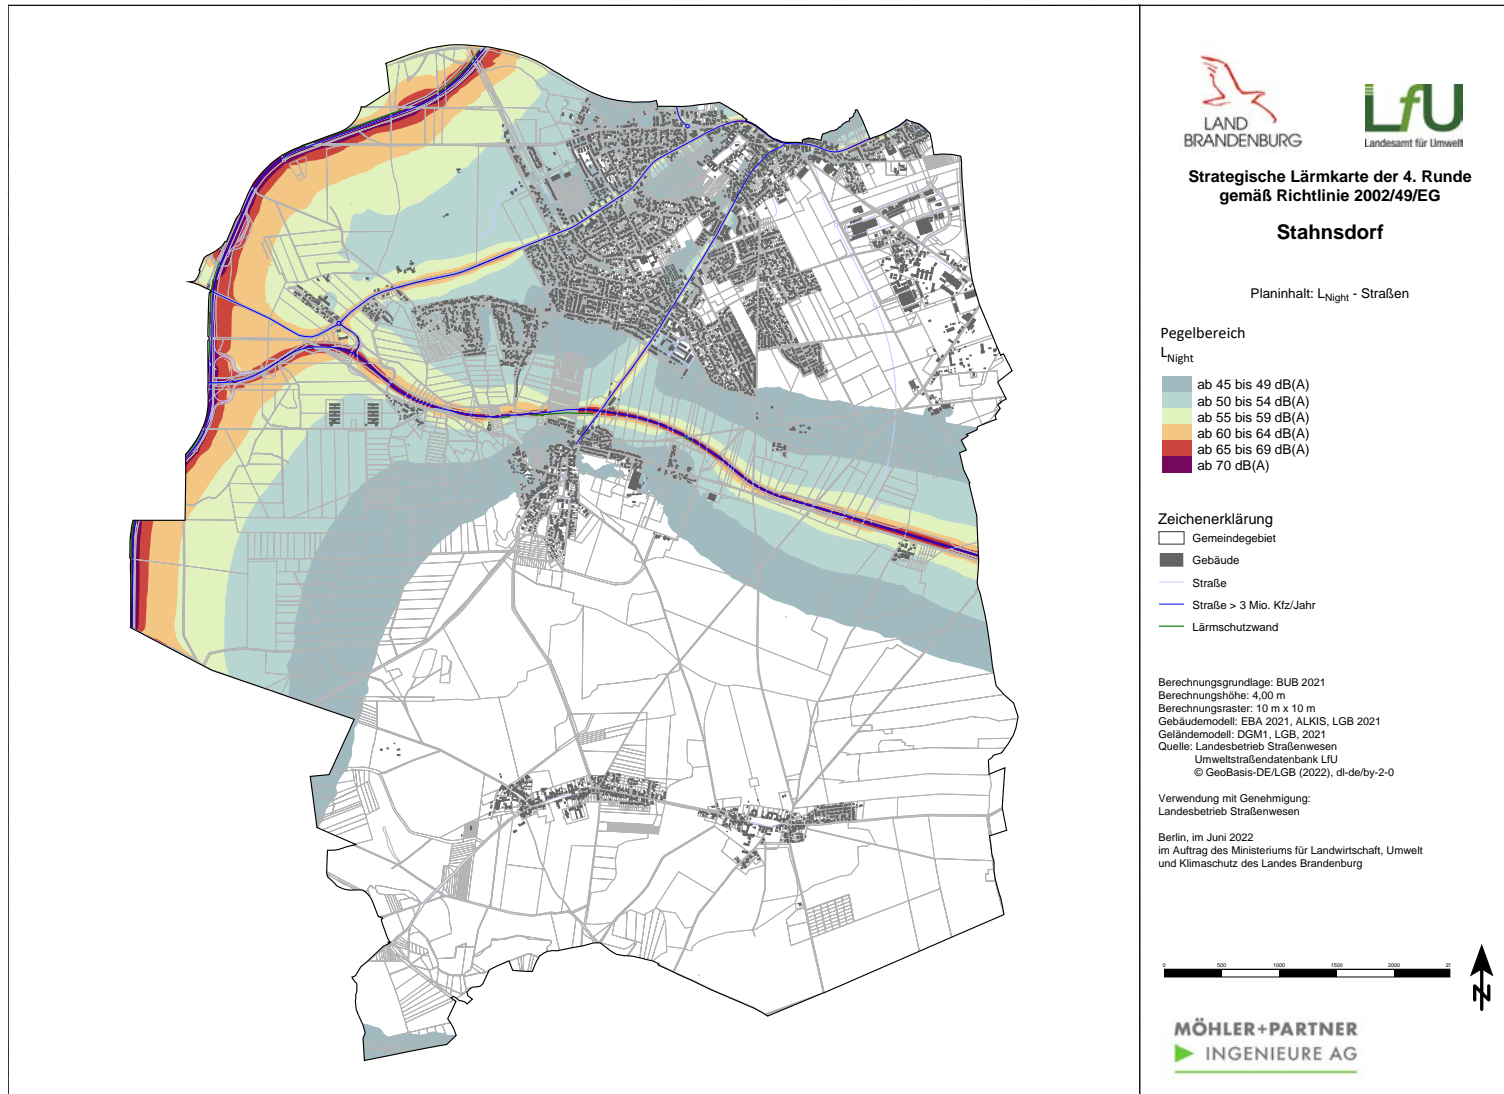 LAND
BRANDENBURG
LfU
Landesamt für Umwelt
Strategische Lärmkarte der 4. Runde
gemäß Richtlinie 2002/49/EG
Stahnsdorf
Planinhalt: LNight - Straßen
Pegelbereich
LNight
ab 45 bis 49 dB(A)
ab 50 bis 54 dB(A)
ab 55 bis 59 dB(A)
ab 60 bis 64 dB(A)
ab 65 bis 69 dB(A)
ab 70 dB(A)
Zeichenerklärung
Gemeindegebiet
Gebäude
Straße
Straße > 3 Mio. Kfz/Jahr
Lärmschutzwand
Berechnungsgrundlage: BUB 2021
Berechnungshöhe: 4,00 m
Berechnungsraster: 10 m x 10 m
Gebäudemodell: EBA 2021, ALKIS, LGB 2021
Geländemodell: DGM1, LGB, 2021
Quelle: Landesbetrieb Straßenwesen
Umweltstraßendatenbank LfU
© GeoBasis-DE/LGB (2022), dl-de/by-2-0
Verwendung mit Genehmigung:
Landesbetrieb Straßenwesen
Berlin, im Juni 2022
im Auftrag des Ministeriums für Landwirtschaft, Umwelt
und Klimaschutz des Landes Brandenburg
0 500 1000 1500 2000 25
N
MÖHLER+PARTNER
INGENIEURE AG